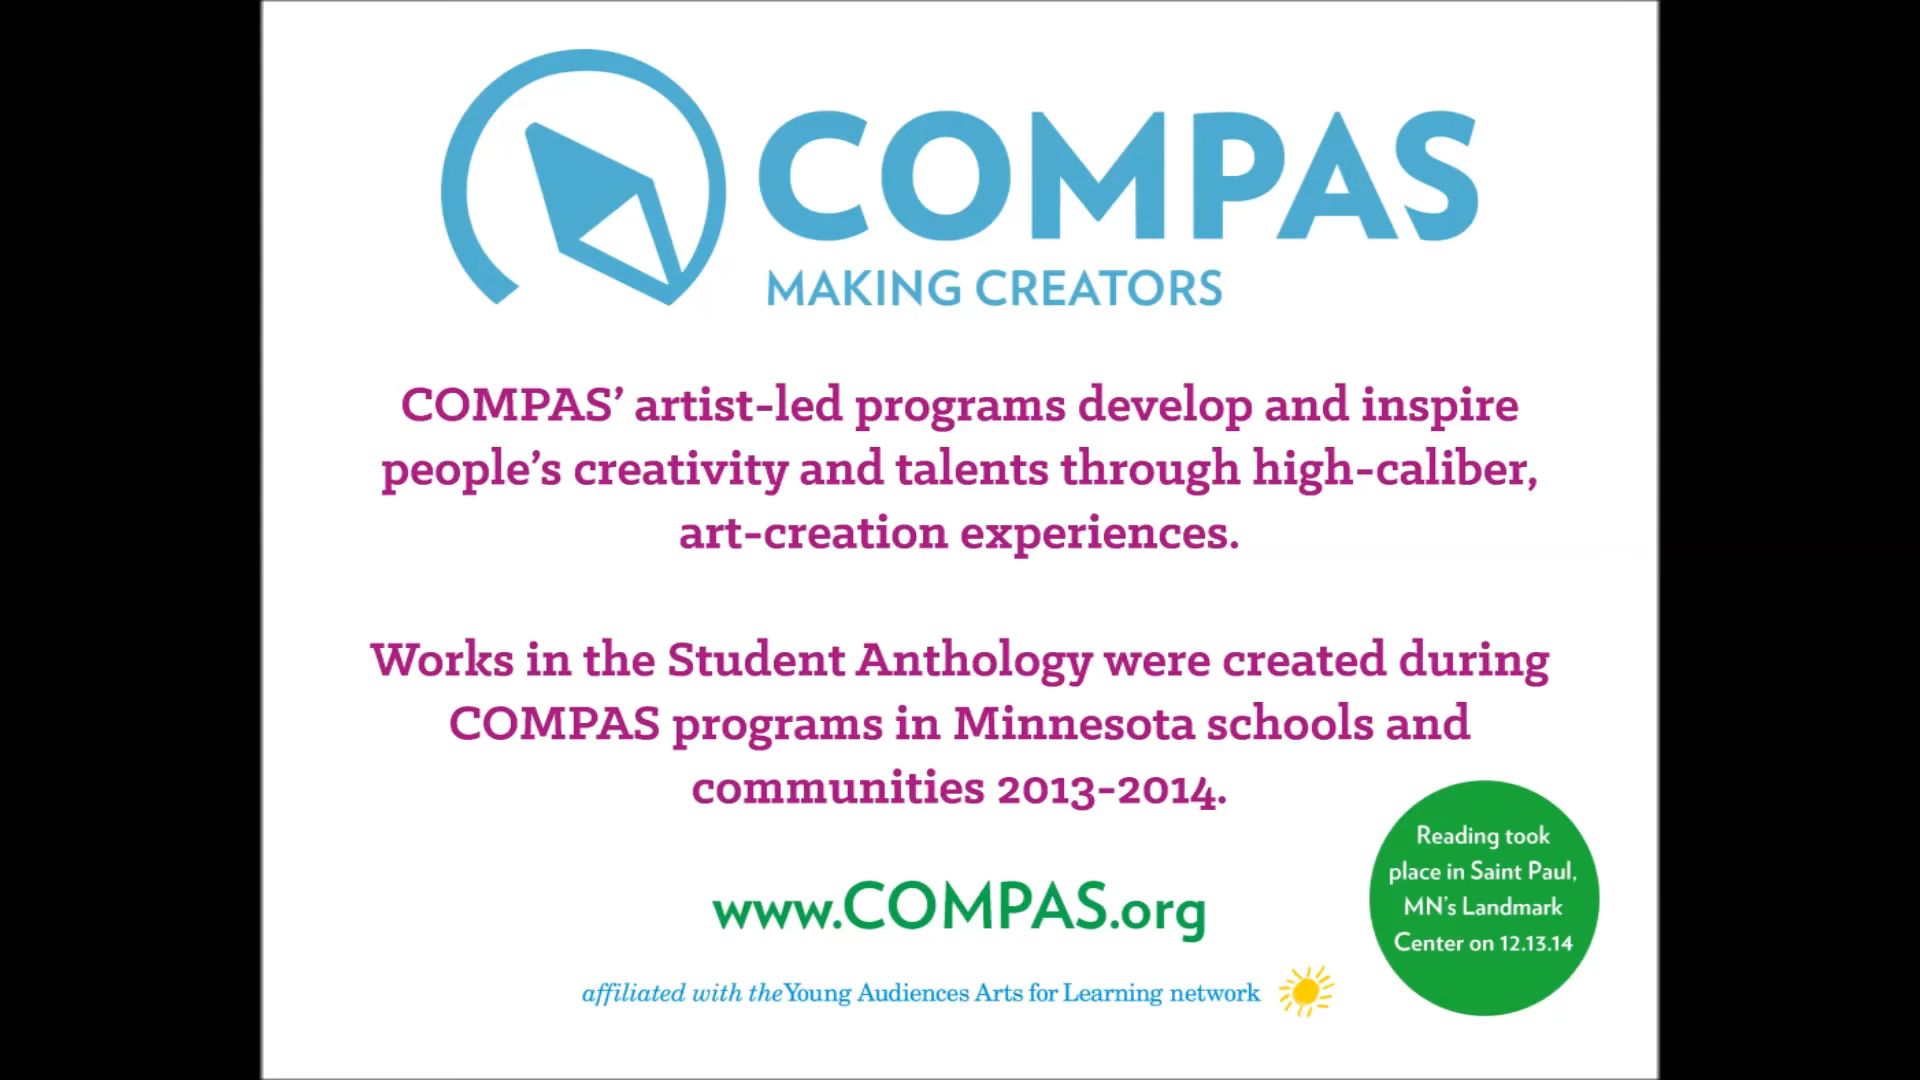 COMPAS
MAKING CREATORS
COMPAS’ artist-led programs develop and inspire
people’s creativity and talents through high-caliber,
art-creation experiences.
Works in the Student Anthology were created during
COMPAS programs in Minnesota schools and
communities 2013-2014.
www.COMPAS.org
affiliated with the Young Audiences Arts for Learning network
Reading took
place in Saint Paul,
MN’s Landmark
Center on 12.13.14